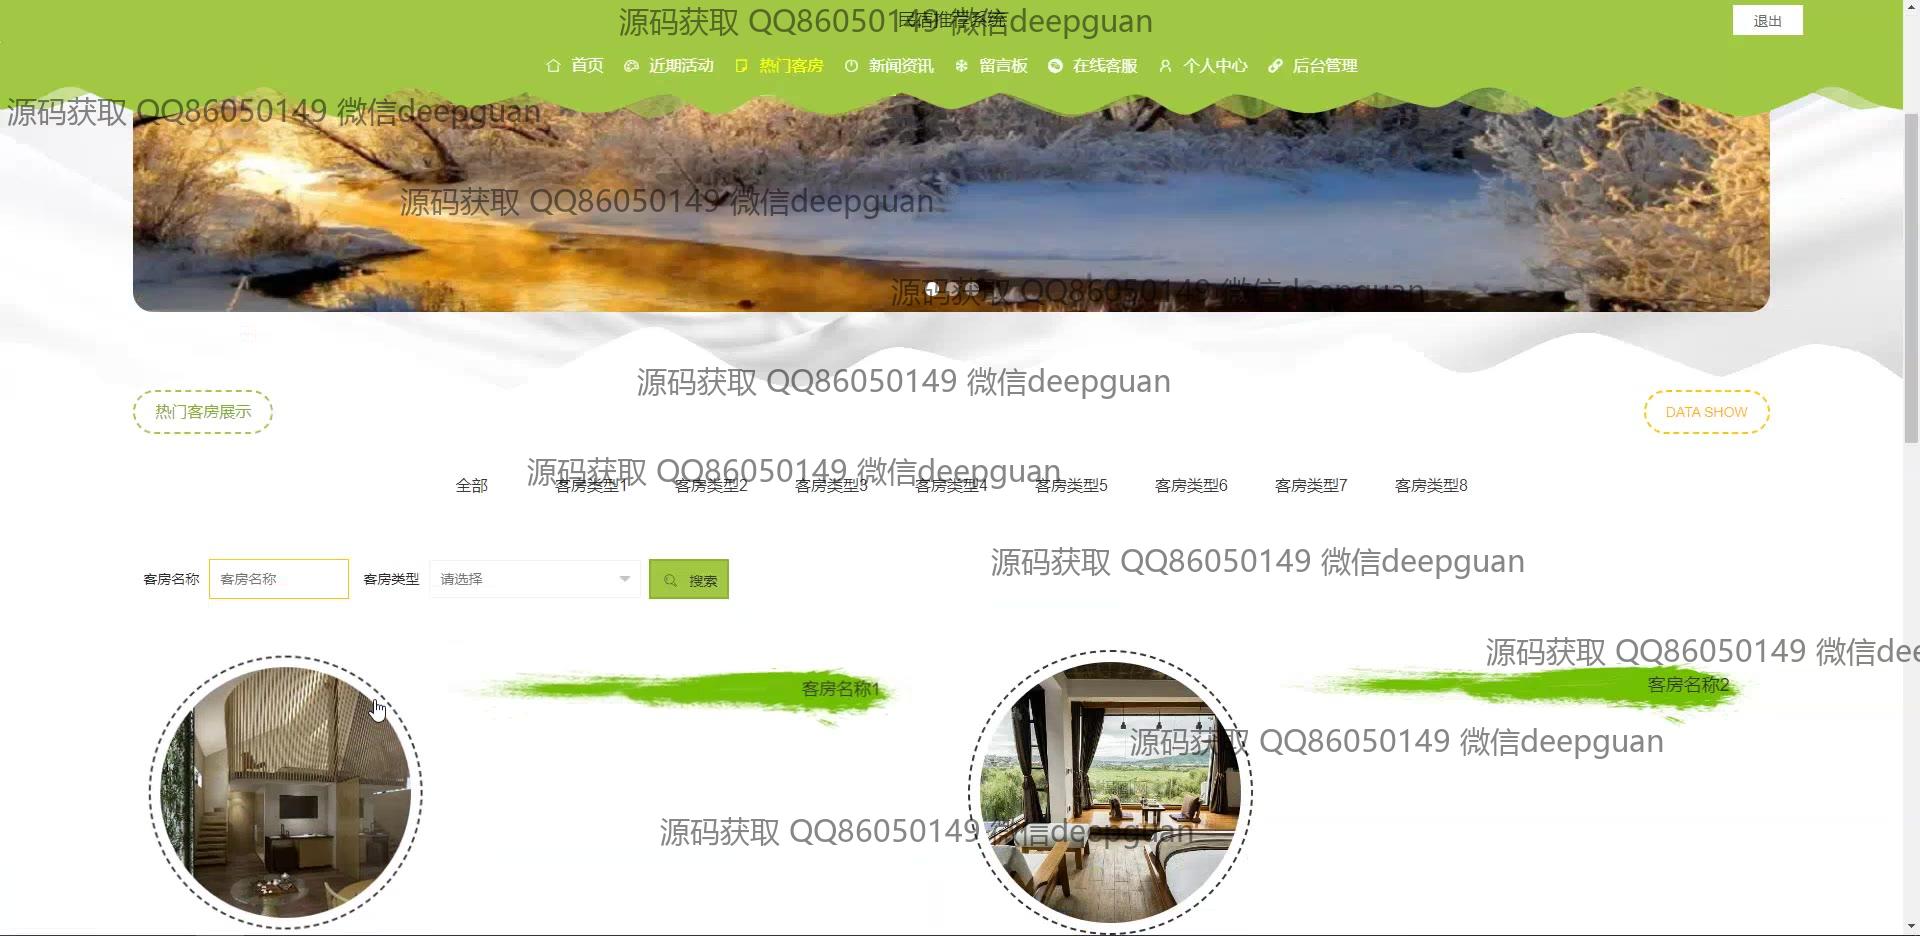 源码获取 QQ86050149 微信deepguan
民宿推荐系统
退出
首页 近期活动 热门客房 新闻资讯 留言板 在线客服 个人中心 后台管理
源码获取 QQ86050149 微信deepguan
源码获取 QQ86050149 微信deepguan
源码获取 QQ86050149 微信deepguan
源码获取 QQ86050149 微信deepguan
热门客房展示
DATA SHOW
源码获取 QQ86050149 微信deepguan
全部 客房类型1 客房类型2 客房类型3 客房类型4 客房类型5 客房类型6 客房类型7 客房类型8
源码获取 QQ86050149 微信deepguan
客房名称 客房名称 客房类型 请选择 搜索
源码获取 QQ86050149 微信dee
客房名称1
客房名称2
源码获取 QQ86050149 微信deepguan
源码获取 QQ86050149 微信deepguan